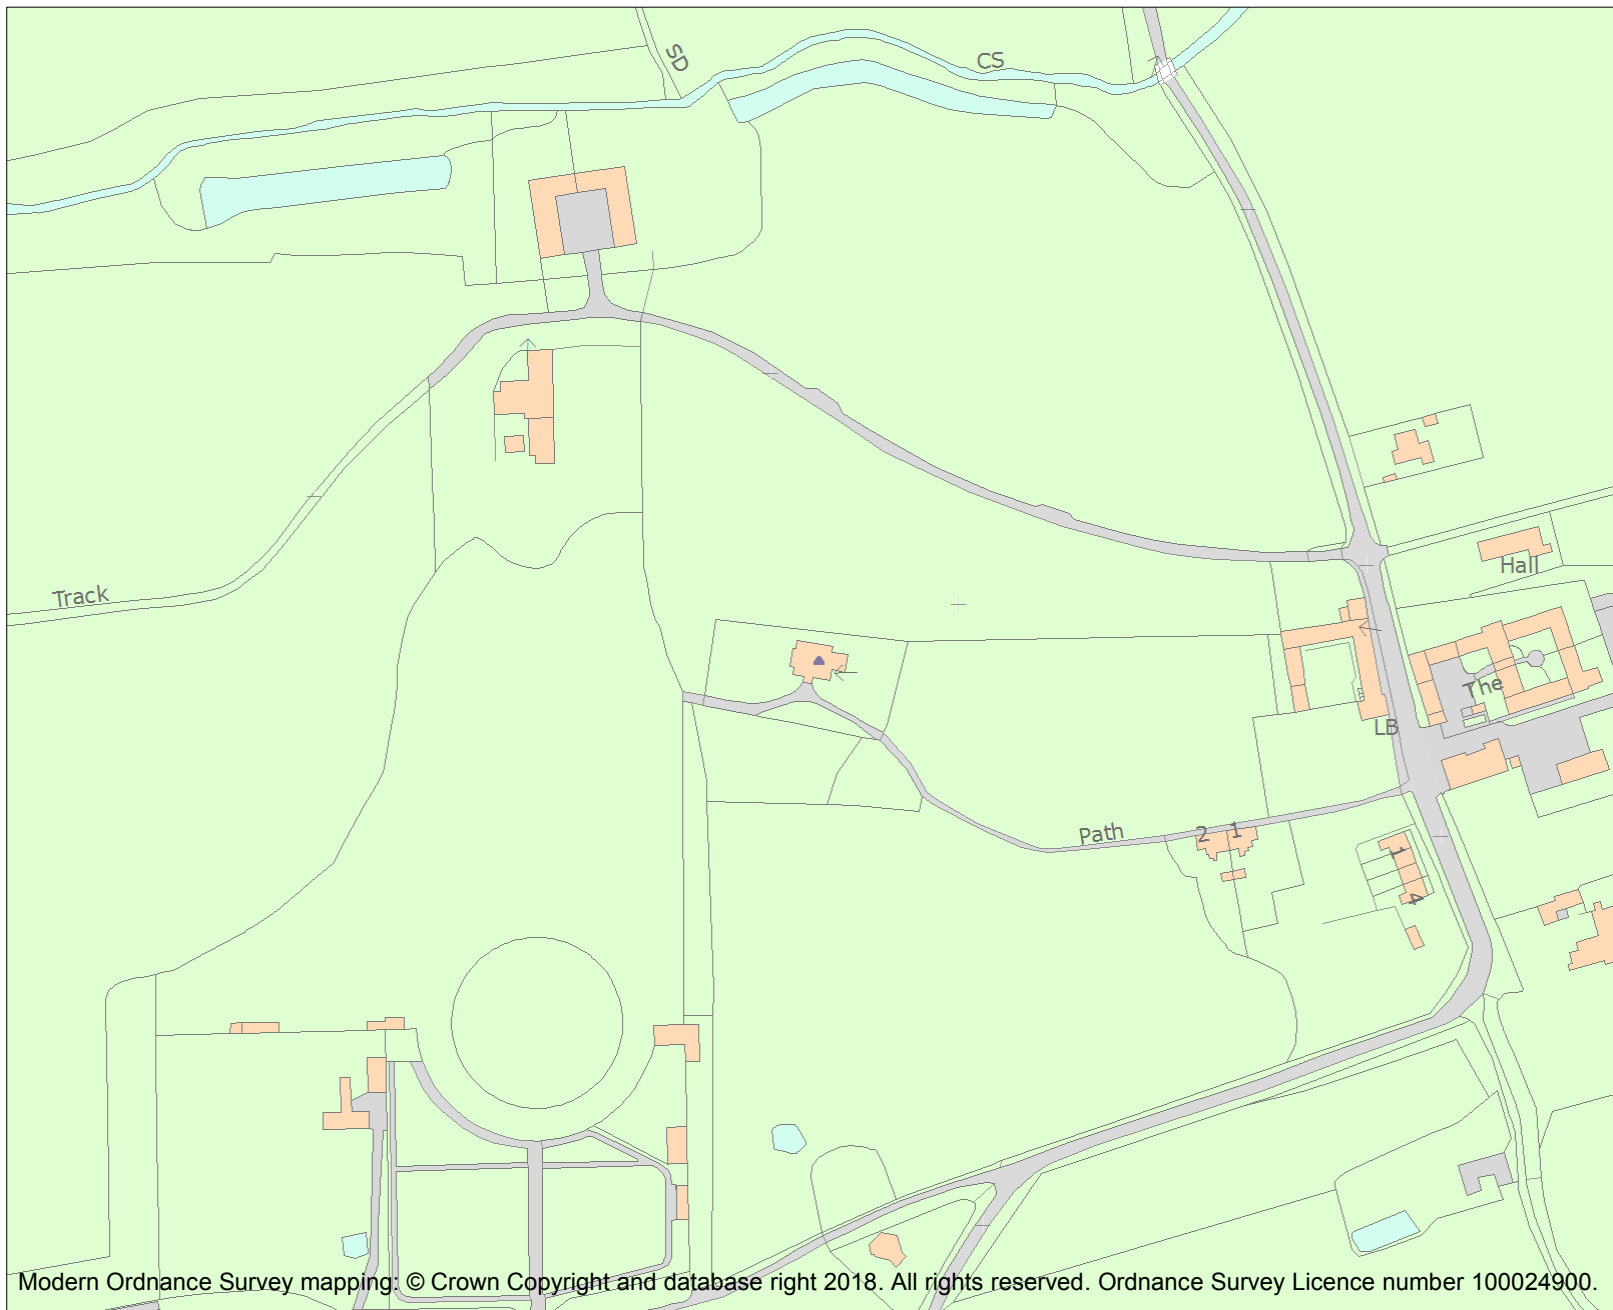 SD
CS
Track
Hall
The
LB
Path
2 1
1
4
Modern Ordnance Survey mapping: © Crown Copyright and database right 2018. All rights reserved. Ordnance Survey Licence number 100024900.